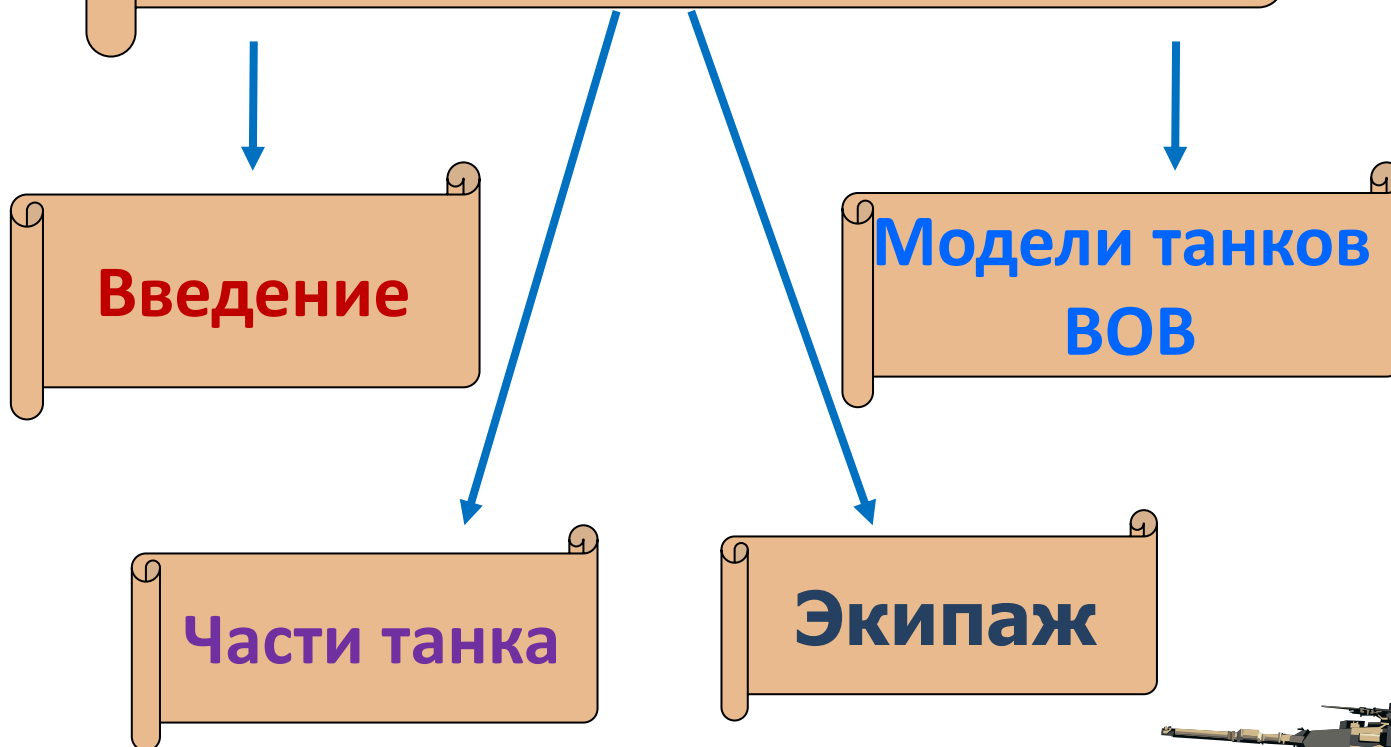 Введение
Модели танков
ВОВ
Части танка
Экипаж